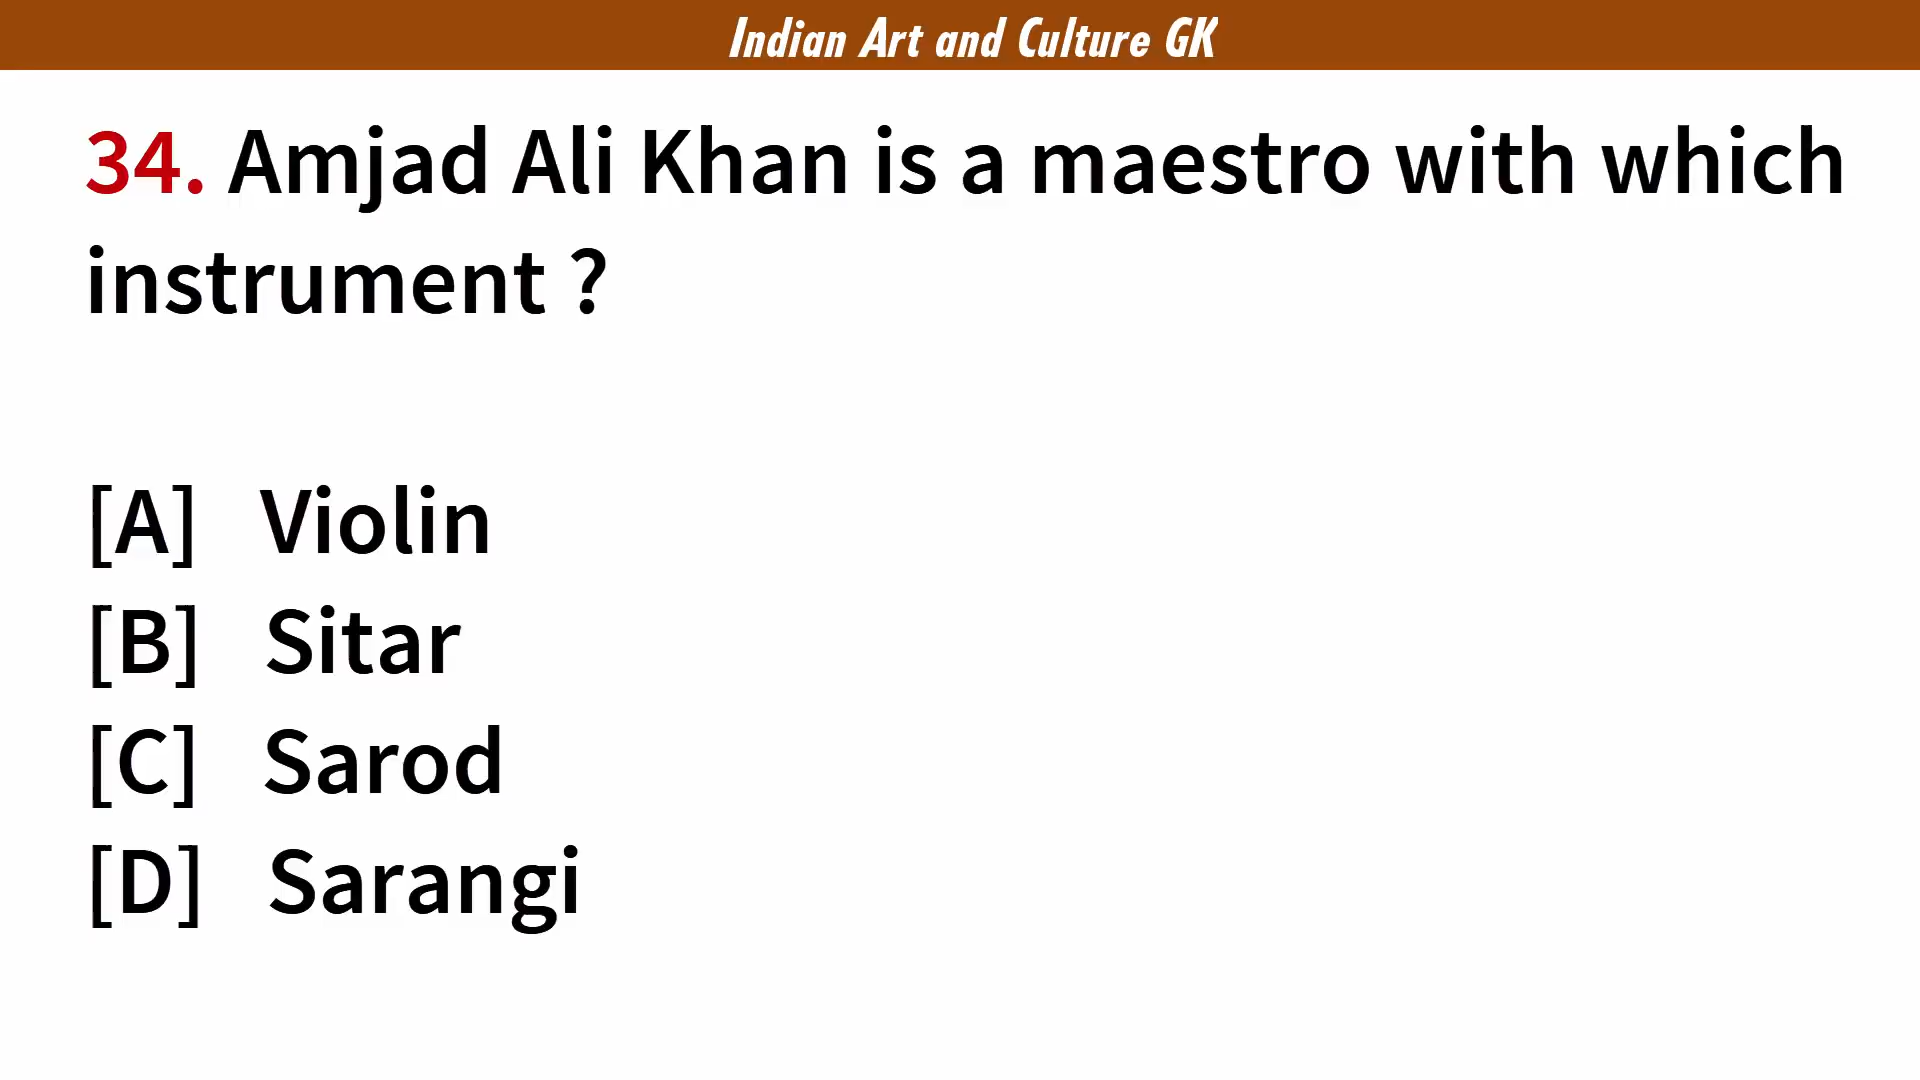 Indian Art and Culture GK
34. Amjad Ali Khan is a maestro with which
instrument ?
[A] Violin
[B] Sitar
[C] Sarod
[D] Sarangi